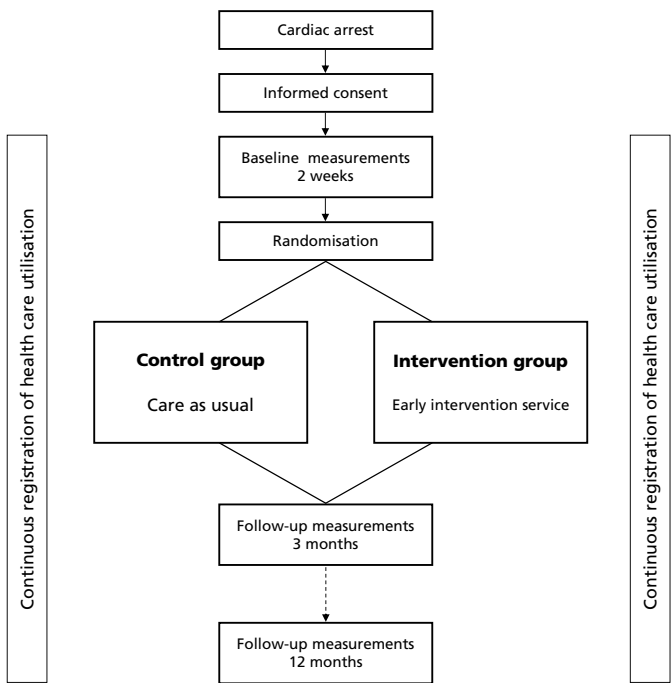 Cardiac arrest
Informed consent
Baseline measurements
2 weeks
Randomisation
Control group
Care as usual
Intervention group
Early intervention service
Follow-up measurements
3 months
Follow-up measurements
12 months
Continuous registration of health care utilisation
Continuous registration of health care utilisation